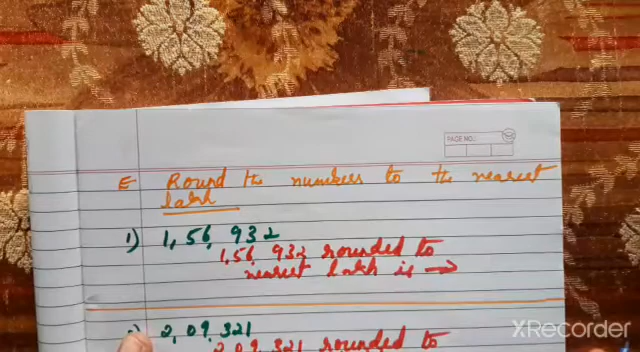 PAGE NO.:
E Round the numbers to the nearest
lakh
1) 1,56,932
1,56,932 rounded to
nearest lakh is →
2,09,321
2,09,321 rounded to
XRecorder